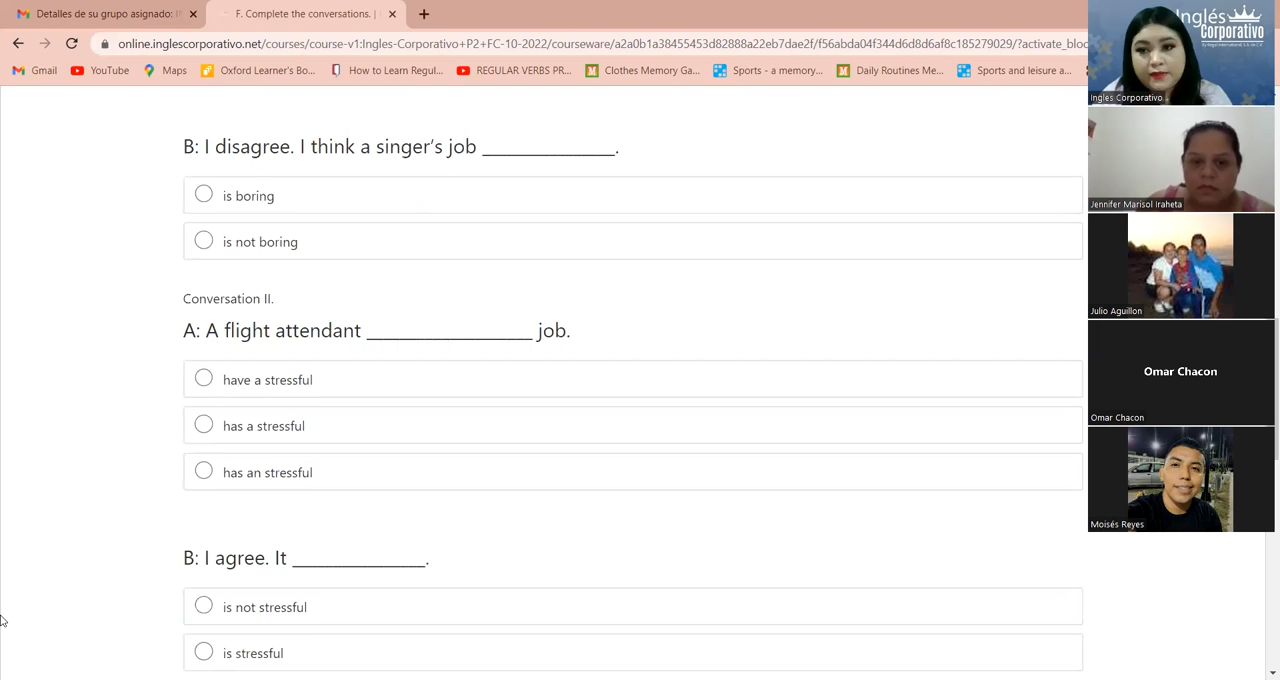 Detalles de su grupo asignado: I
F. Complete the conversations. |
online.inglescorporativo.net/courses/course-v1:Ingles-Corporativo+P2+FC-10-2022/courseware/a2a0b1a38455453d82888a22eb7dae2f/f56abda04f344d6d8d6af8c185279029/?activate_bloc
Gmail
YouTube
Maps
Oxford Learner's Bo...
How to Learn Regul...
REGULAR VERBS PR...
Clothes Memory Ga...
Sports - a memory...
Daily Routines Me...
Sports and leisure a...
B: I disagree. I think a singer's job _______________.
is boring
is not boring
Conversation II.
A: A flight attendant ___________________ job.
have a stressful
has a stressful
has an stressful
B: I agree. It _______________.
is not stressful
is stressful
Inglés
Corporativo
Ingles Corporativo..
Jennifer Marisol Iraheta
Julio Aguillon
Omar Chacon
Omar Chacon
Moisés Reyes